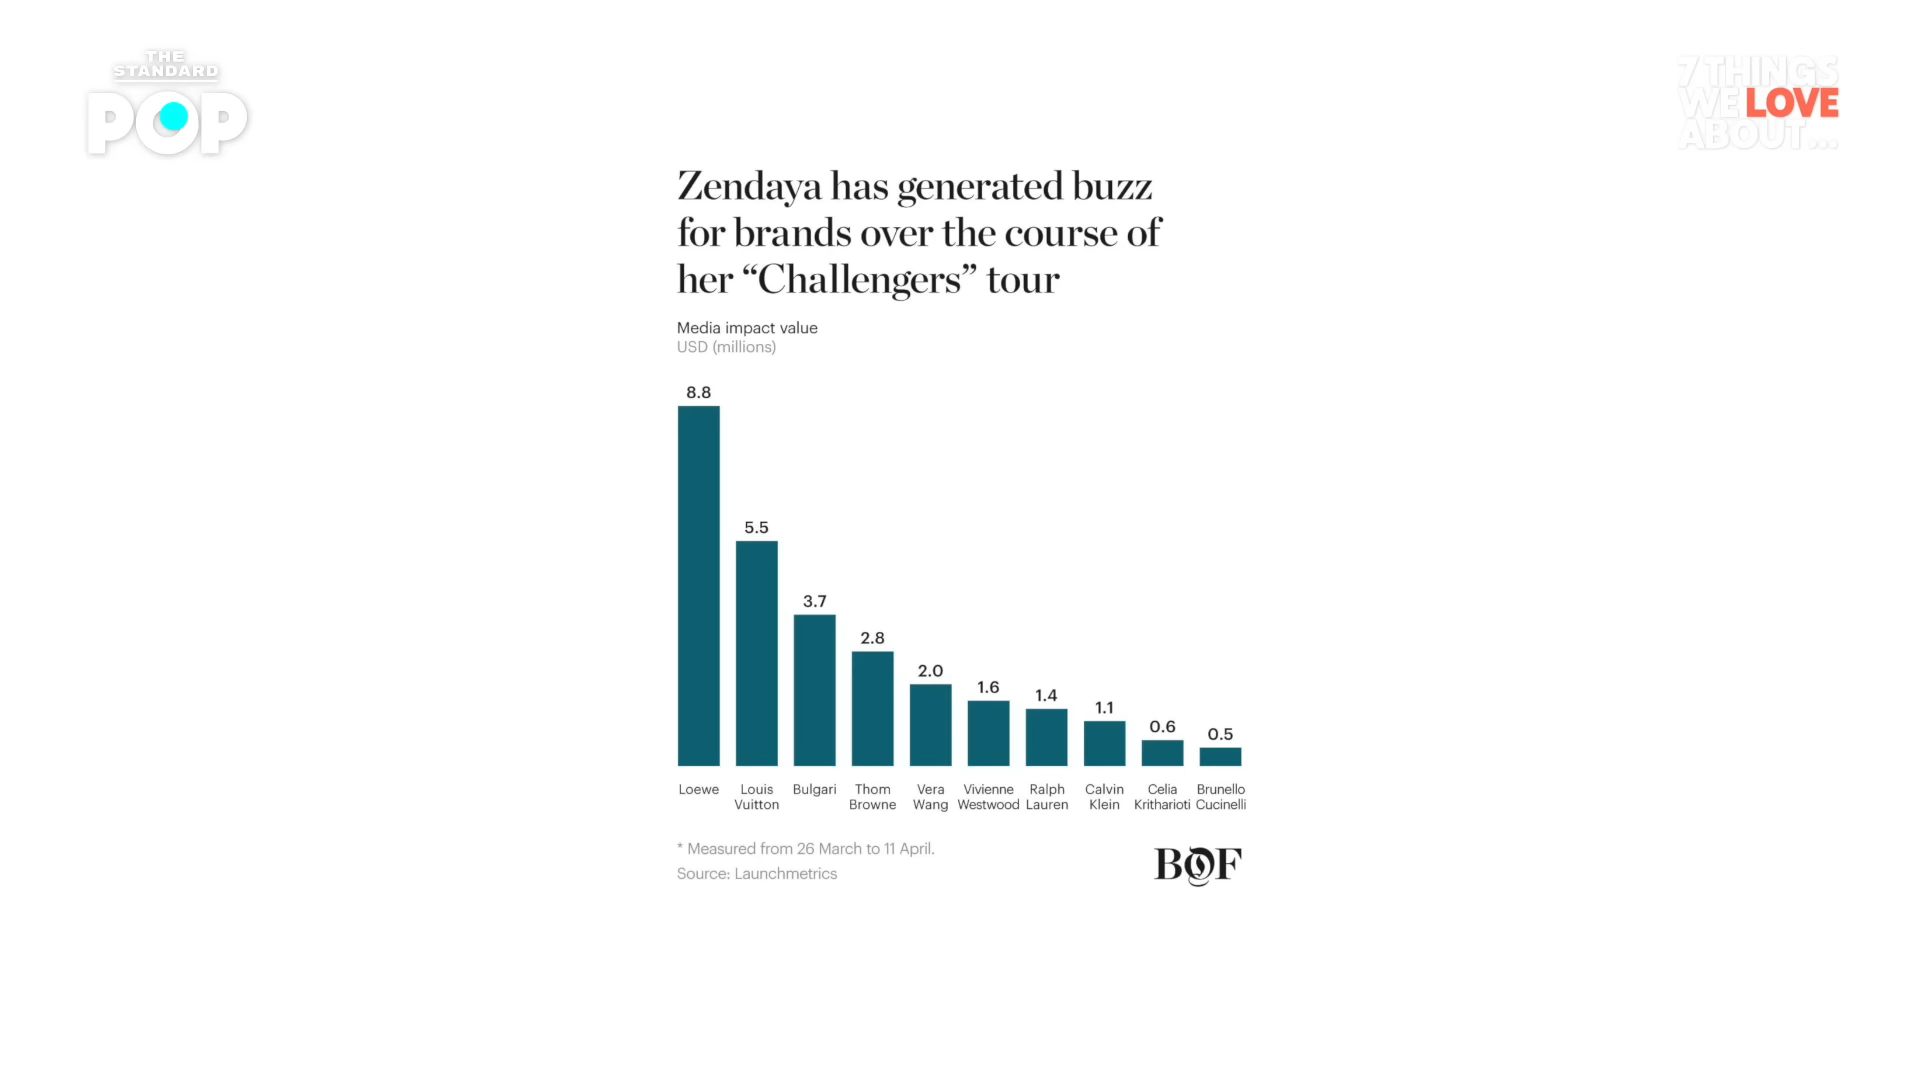 THE
STANDARD
POP
7 THINGS
WE LOVE
ABOUT...
Zendaya has generated buzz
for brands over the course of
her “Challengers” tour
Media impact value
USD (millions)
8.8
5.5
3.7
2.8
2.0
1.6
1.4
1.1
0.6
0.5
Loewe
Louis
Vuitton
Bulgari
Thom
Browne
Vera
Wang
Vivienne
Westwood
Ralph
Lauren
Calvin
Klein
Celia
Kritharioti
Brunello
Cucinelli
* Measured from 26 March to 11 April.
Source: Launchmetrics
BOF